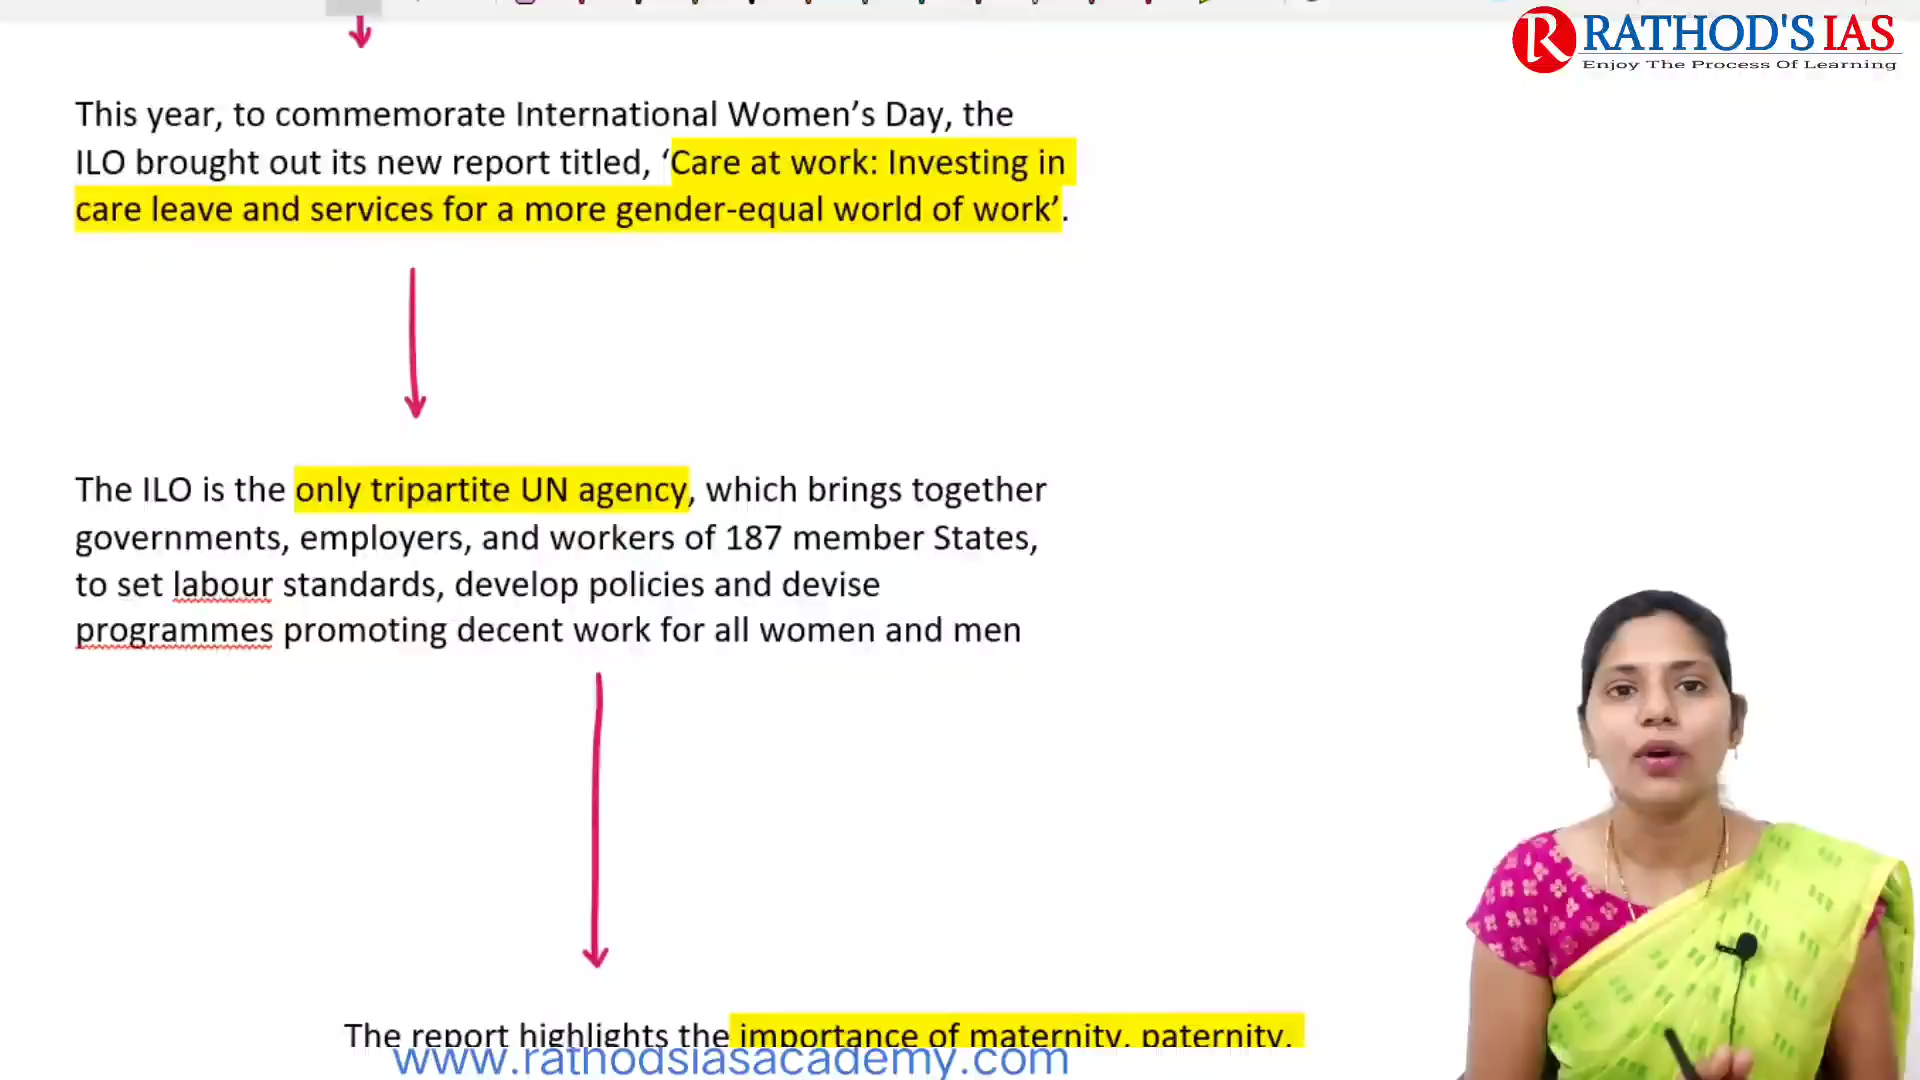 RATHOD'S IAS
Enjoy The Process Of Learning
This year, to commemorate International Women’s Day, the
ILO brought out its new report titled, ‘Care at work: Investing in
care leave and services for a more gender-equal world of work’.
The ILO is the only tripartite UN agency, which brings together
governments, employers, and workers of 187 member States,
to set labour standards, develop policies and devise
programmes promoting decent work for all women and men
The report highlights the importance of maternity, paternity,
www.rathodsiasacademy.com